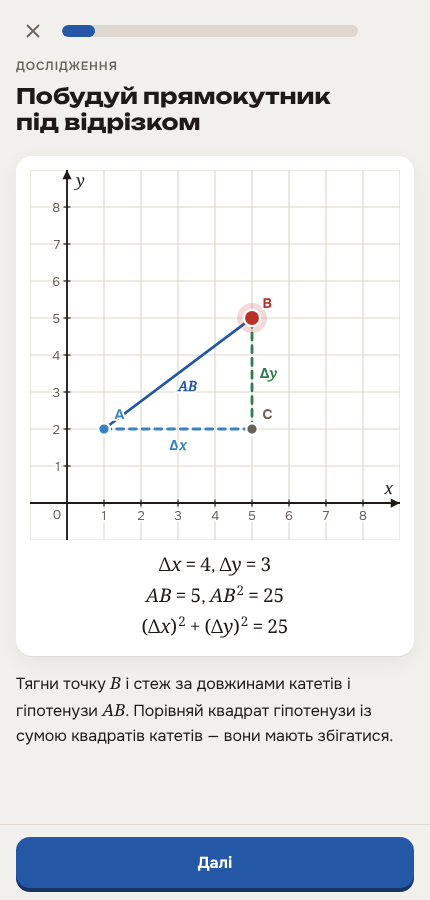 ДОСЛІДЖЕННЯ
Побудуй прямокутник
під відрізком
y
8
7
6
5
4
3
2
1
B
AB
Δy
A
C
Δx
x
0 1 2 3 4 5 6 7 8
Δx = 4, Δy = 3
AB = 5, AB² = 25
(Δx)² + (Δy)² = 25
Тягни точку B і стеж за довжинами катетів і
гіпотенузи AB. Порівняй квадрат гіпотенузи із
сумою квадратів катетів — вони мають збігатися.
Далі